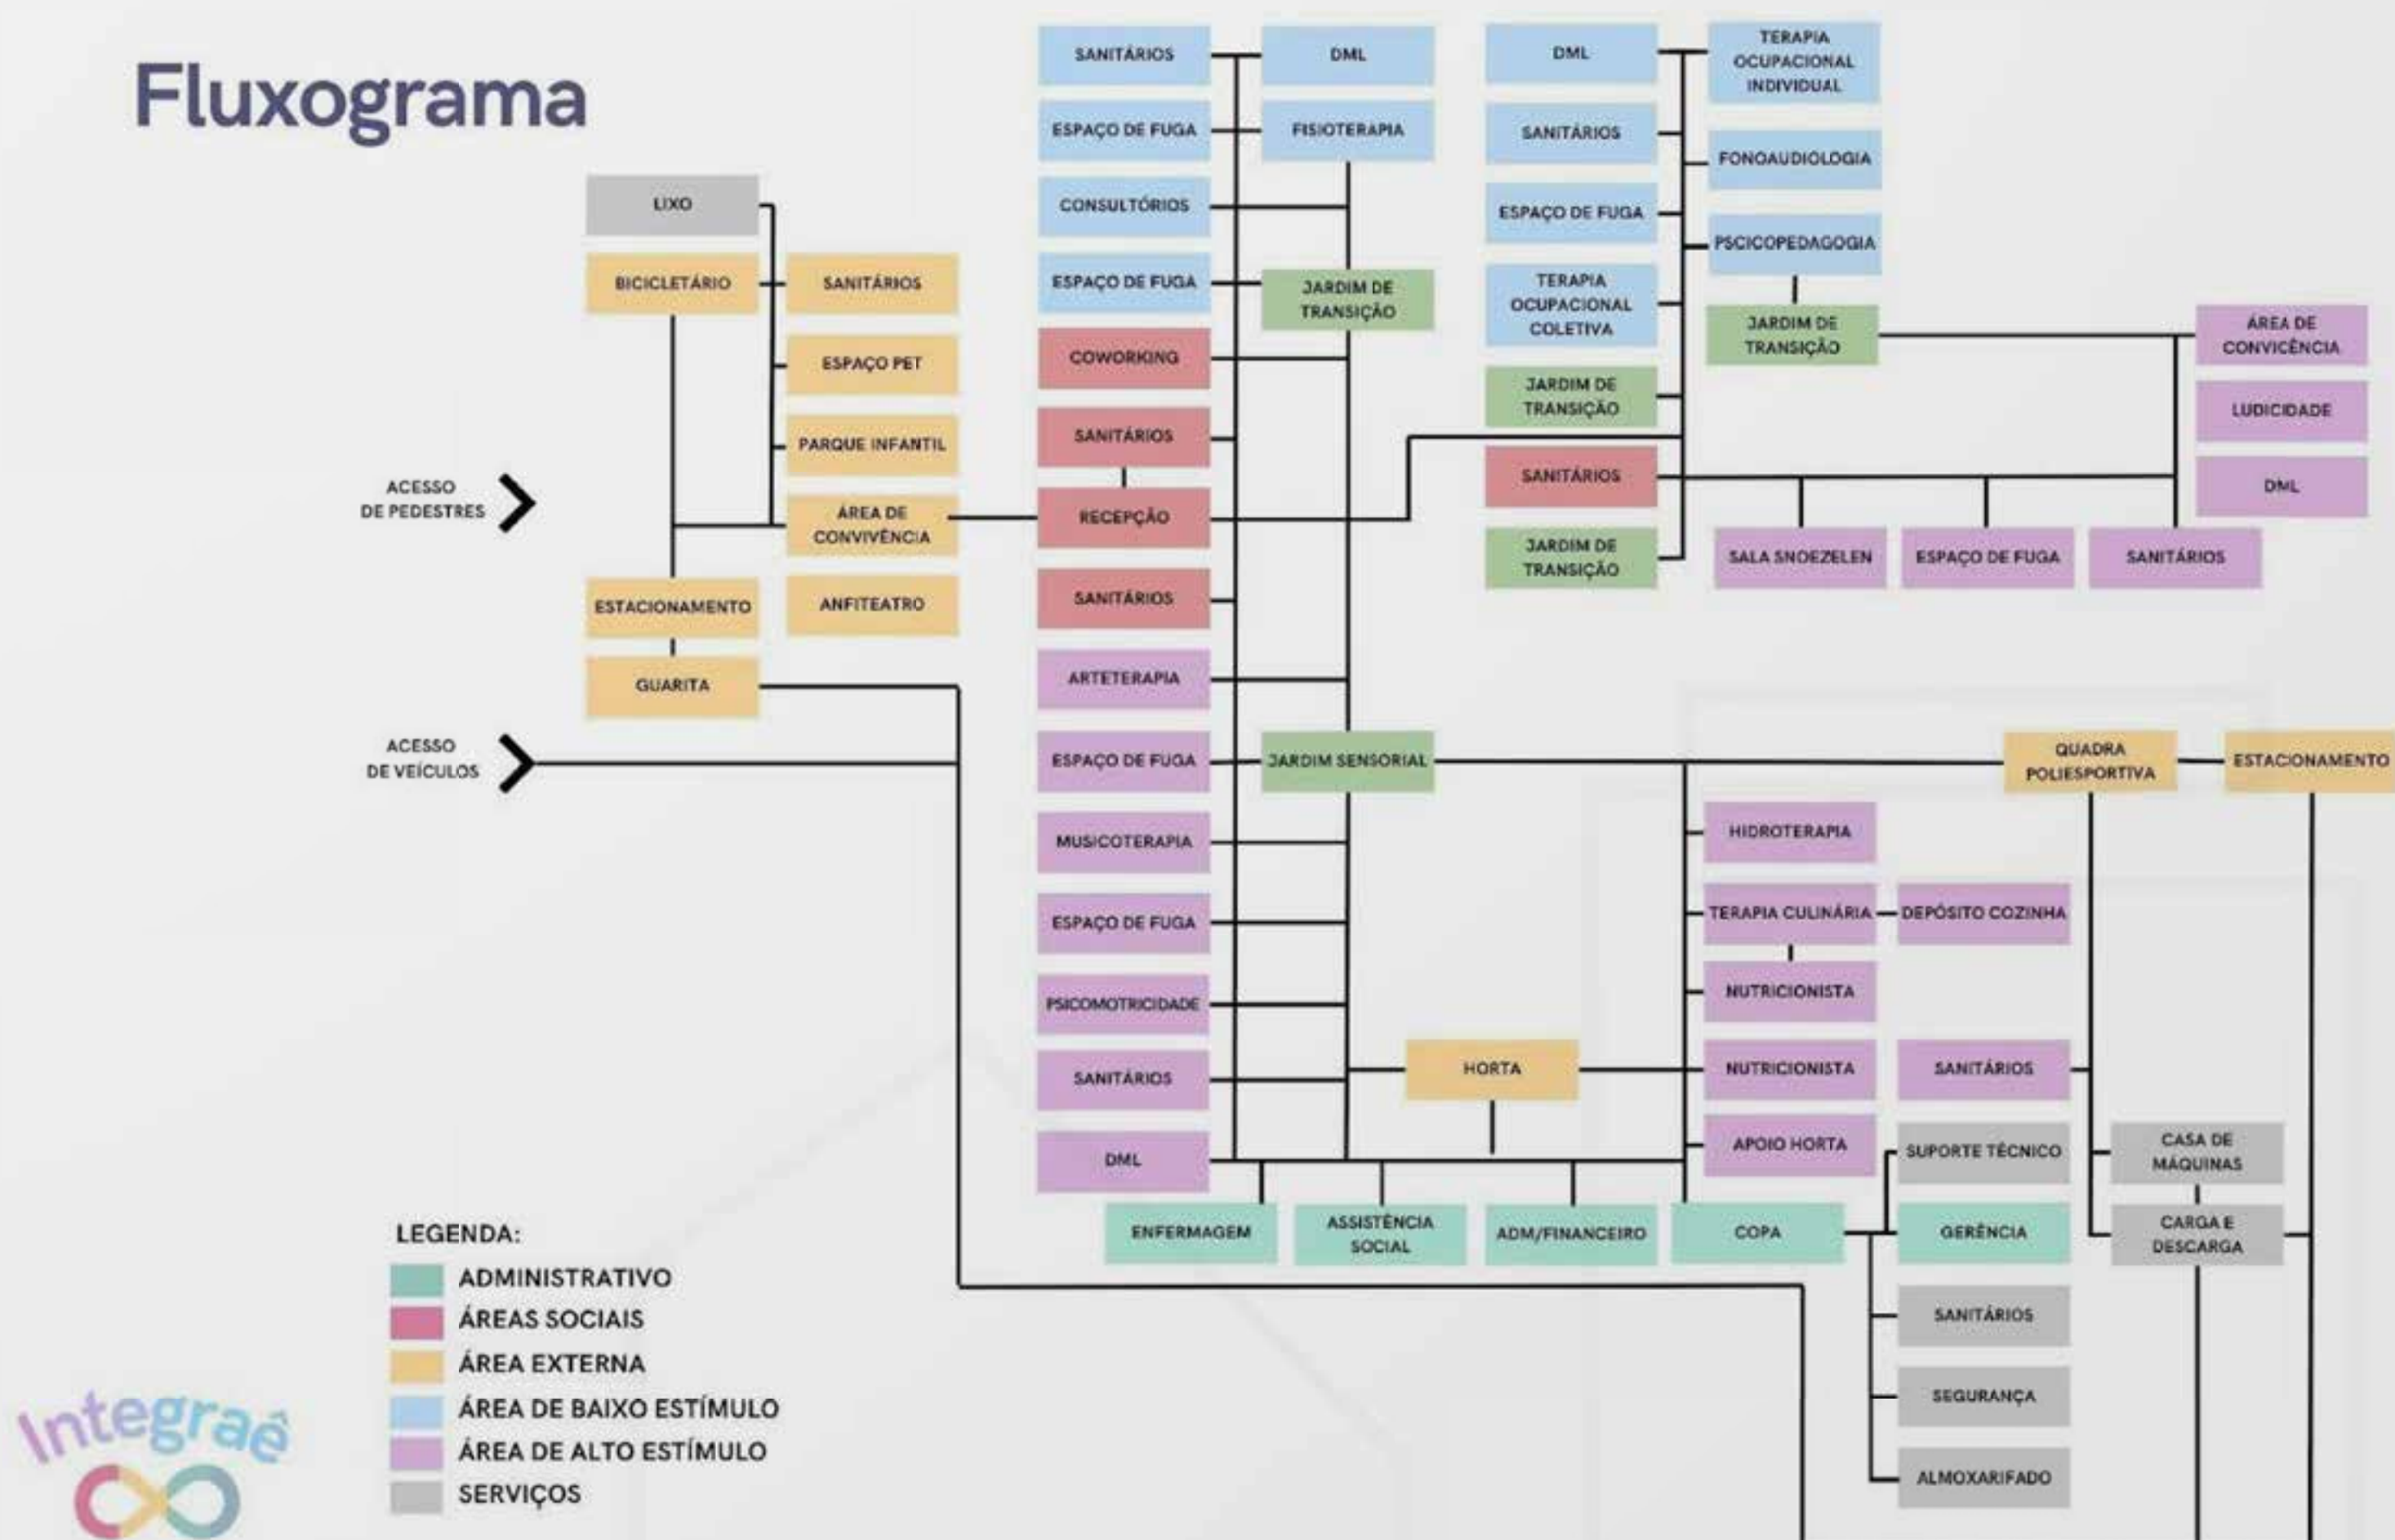 Fluxograma
LIXO
BICICLETÁRIO
SANITÁRIOS
ESPAÇO PET
PARQUE INFANTIL
ÁREA DE
CONVIVÊNCIA
ANFITEATRO
ESTACIONAMENTO
GUARITA
ACESSO
DE PEDESTRES
ACESSO
DE VEÍCULOS
SANITÁRIOS
ESPAÇO DE FUGA
CONSULTÓRIOS
ESPAÇO DE FUGA
COWORKING
SANITÁRIOS
RECEPÇÃO
SANITÁRIOS
ARTETERAPIA
ESPAÇO DE FUGA
MUSICOTERAPIA
ESPAÇO DE FUGA
PSICOMOTRICIDADE
SANITÁRIOS
DML
DML
FISIOTERAPIA
JARDIM DE
TRANSIÇÃO
JARDIM SENSORIAL
HORTA
DML
SANITÁRIOS
ESPAÇO DE FUGA
TERAPIA
OCUPACIONAL
COLETIVA
JARDIM DE
TRANSIÇÃO
SANITÁRIOS
JARDIM DE
TRANSIÇÃO
TERAPIA
OCUPACIONAL
INDIVIDUAL
FONOAUDIOLOGIA
PSCICOPEDAGOGIA
JARDIM DE
TRANSIÇÃO
ÁREA DE
CONVICÊNCIA
LUDICIDADE
DML
SALA SNOEZELEN
ESPAÇO DE FUGA
SANITÁRIOS
QUADRA
POLIESPORTIVA
ESTACIONAMENTO
HIDROTERAPIA
TERAPIA CULINÁRIA
DEPÓSITO COZINHA
NUTRICIONISTA
NUTRICIONISTA
SANITÁRIOS
APOIO HORTA
SUPORTE TÉCNICO
CASA DE
MÁQUINAS
ENFERMAGEM
ASSISTÊNCIA
SOCIAL
ADM/FINANCEIRO
COPA
GERÊNCIA
CARGA E
DESCARGA
SANITÁRIOS
SEGURANÇA
ALMOXARIFADO
LEGENDA:
ADMINISTRATIVO
ÁREAS SOCIAIS
ÁREA EXTERNA
ÁREA DE BAIXO ESTÍMULO
ÁREA DE ALTO ESTÍMULO
SERVIÇOS
Integraê